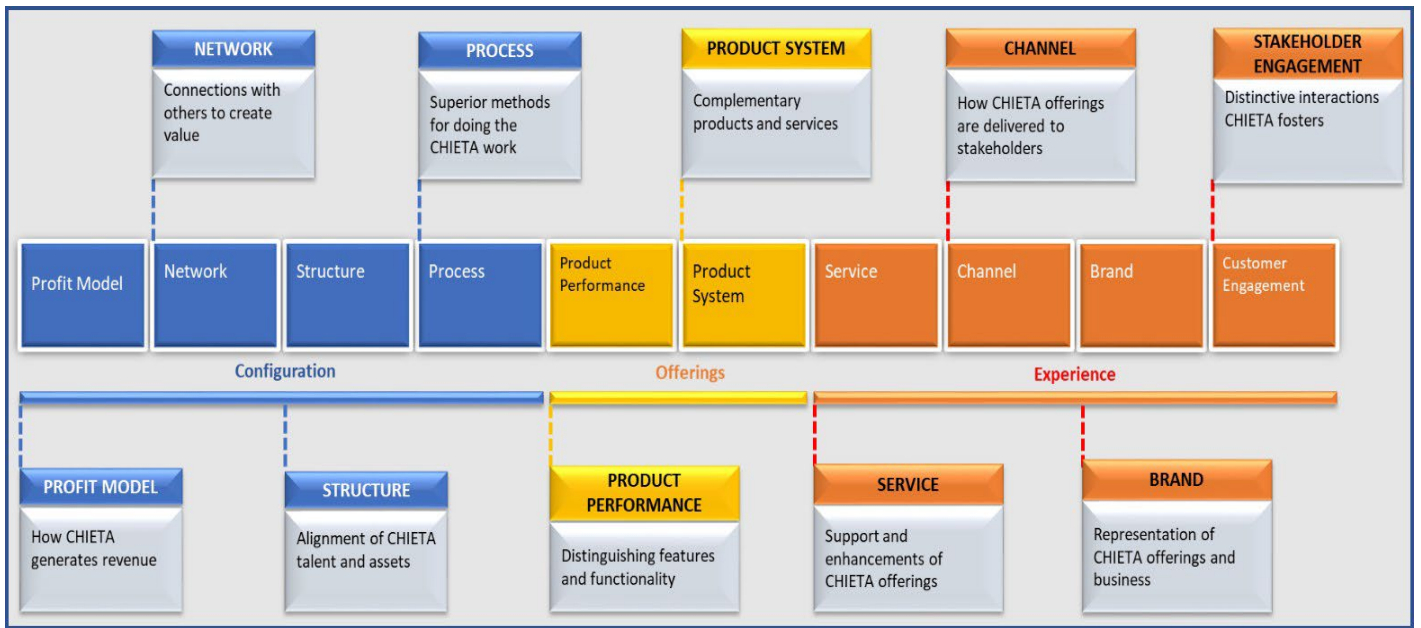 NETWORK
Connections with
others to create
value
PROCESS
Superior methods
for doing the
CHIETA work
PRODUCT SYSTEM
Complementary
products and services
CHANNEL
How CHIETA offerings
are delivered to
stakeholders
STAKEHOLDER
ENGAGEMENT
Distinctive interactions
CHIETA fosters
Profit Model
Network
Structure
Process
Product
Performance
Product
System
Service
Channel
Brand
Customer
Engagement
Configuration
Offerings
Experience
PROFIT MODEL
How CHIETA
generates revenue
STRUCTURE
Alignment of CHIETA
talent and assets
PRODUCT
PERFORMANCE
Distinguishing features
and functionality
SERVICE
Support and
enhancements of
CHIETA offerings
BRAND
Representation of
CHIETA offerings and
business